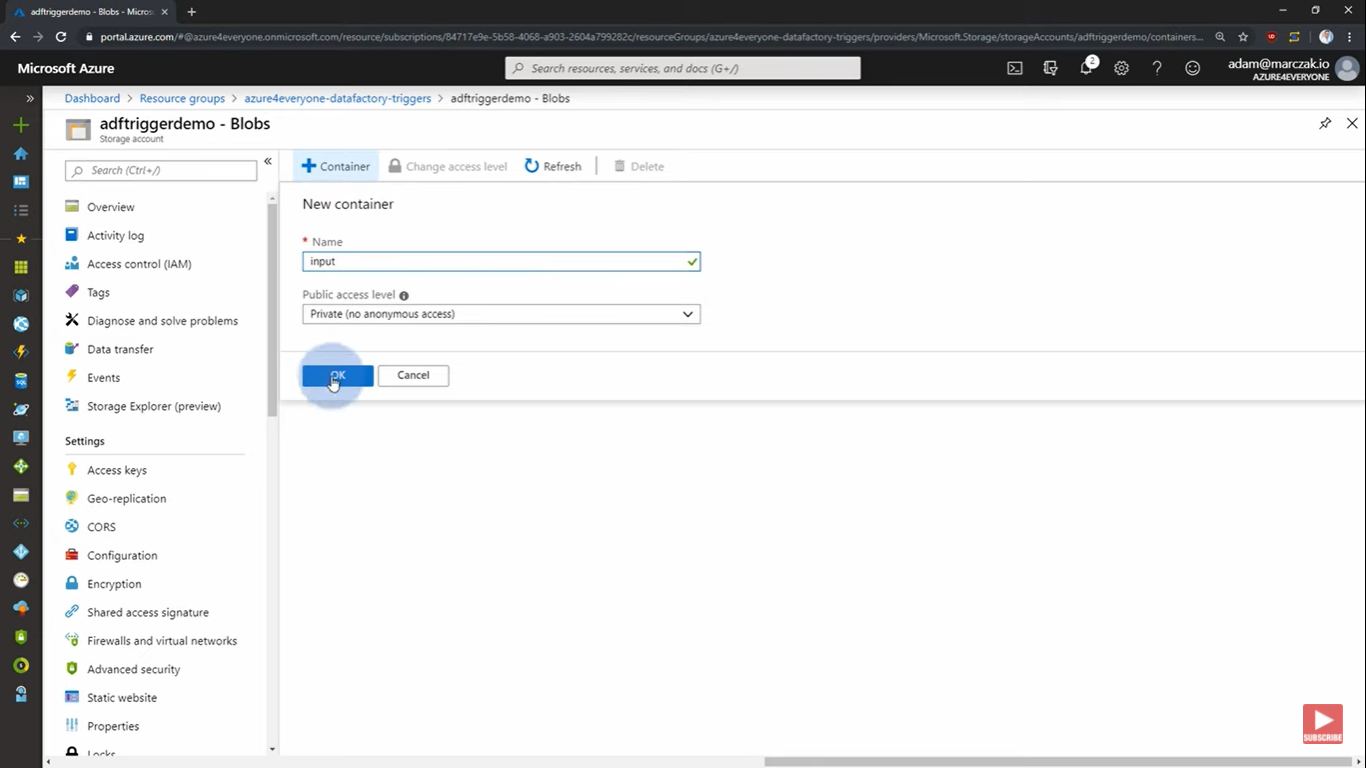 adftriggerdemo - Blobs - Micros
portal.azure.com/#@azure4everyone.onmicrosoft.com/resource/subscriptions/84717e9e-5b58-4068-a903-2604a799282c/resourceGroups/azure4everyone-datafactory-triggers/providers/Microsoft.Storage/storageAccounts/adftriggerdemo/containers...
Microsoft Azure
Search resources, services, and docs (G+/)
2
adam@marczak.io
AZURE4EVERYONE
Dashboard > Resource groups > azure4everyone-datafactory-triggers > adftriggerdemo - Blobs
adftriggerdemo - Blobs
Storage account
Search (Ctrl+/)
Overview
Activity log
Access control (IAM)
Tags
Diagnose and solve problems
Data transfer
Events
Storage Explorer (preview)
Settings
Access keys
Geo-replication
CORS
Configuration
Encryption
Shared access signature
Firewalls and virtual networks
Advanced security
Static website
Properties
Locks
Container
Change access level
Refresh
Delete
New container
* Name
input
Public access level
Private (no anonymous access)
OK
Cancel
SUBSCRIBE